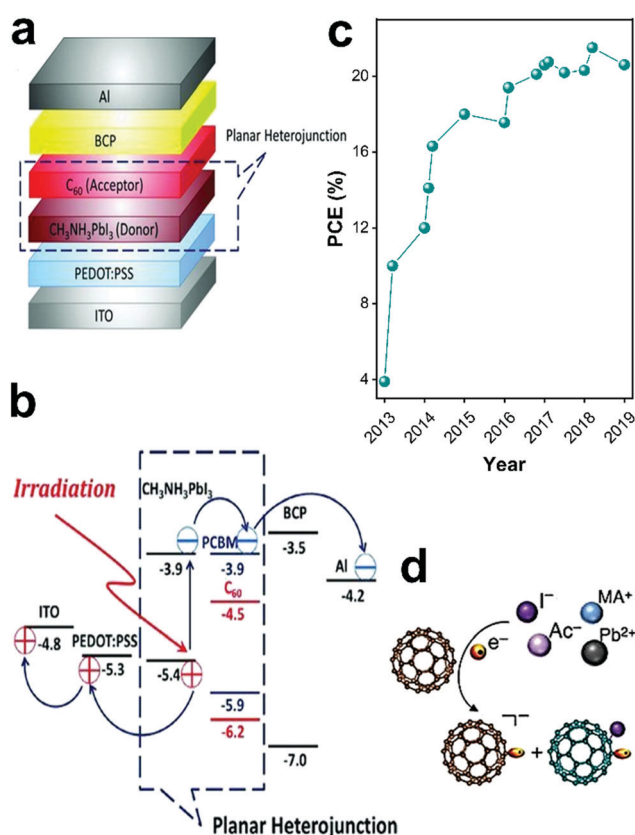 a
Al
BCP
C₆₀ (Acceptor)
CH₃NH₃PbI₃ (Donor)
PEDOT:PSS
ITO
Planar Heterojunction
b
Irradiation
CH₃NH₃PbI₃
-3.9
-5.4
PCBM
-3.9
C₆₀
-4.5
-5.9
-6.2
BCP
-3.5
-7.0
Al
-4.2
ITO
-4.8
PEDOT:PSS
-5.3
Planar Heterojunction
c
PCE (%)
20
16
12
8
4
2013
2014
2015
2016
2017
2018
2019
Year
d
I⁻
MA+
e⁻
Ac⁻
Pb²⁺
+